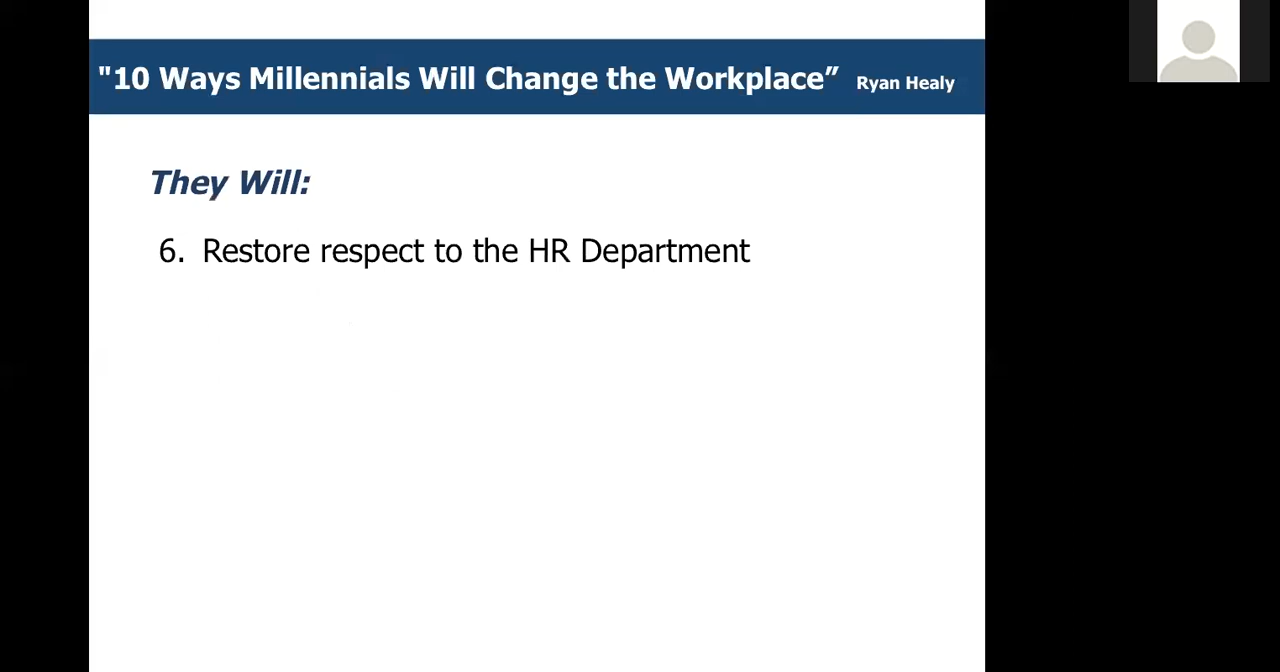 "10 Ways Millennials Will Change the Workplace” Ryan Healy
They Will:
6. Restore respect to the HR Department